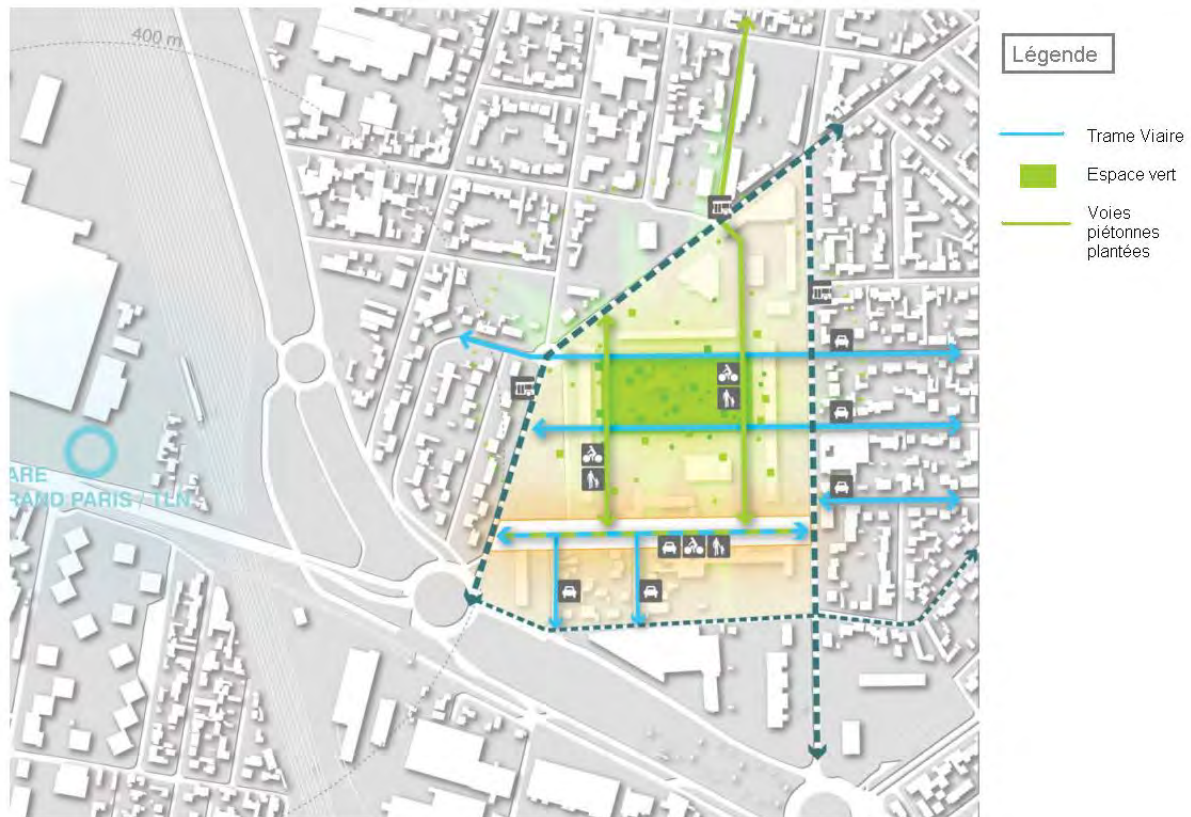 400 m
Légende
Trame Viaire
Espace vert
Voies
piétonnes
plantées
ARE
RAND PARIS / TLN